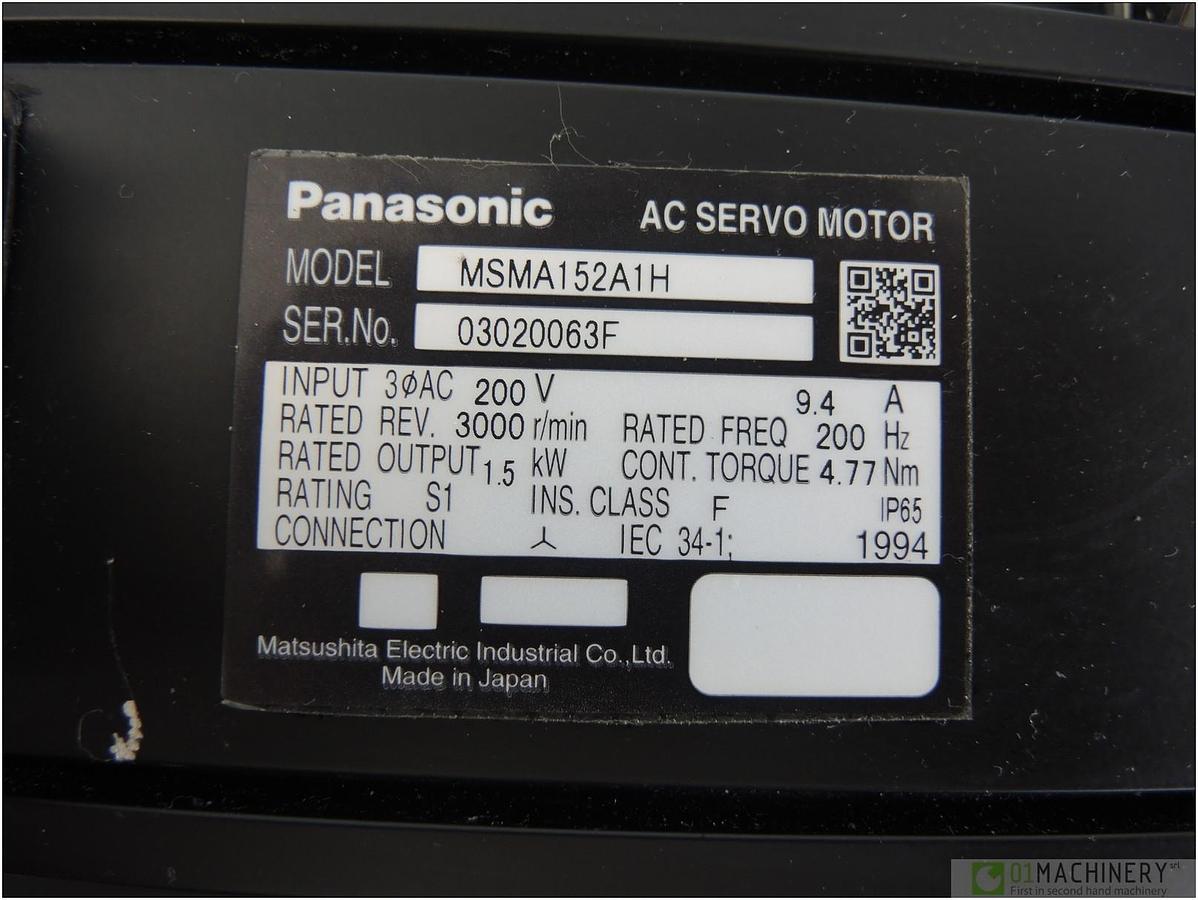 Panasonic AC SERVO MOTOR
MODEL MSMA152A1H
SER.No. 03020063F
INPUT 3φAC 200 V 9.4 A
RATED REV. 3000 r/min RATED FREQ 200 Hz
RATED OUTPUT 1.5 kW CONT. TORQUE 4.77 Nm
RATING S1 INS. CLASS F IP65
CONNECTION IEC 34-1; 1994
Matsushita Electric Industrial Co.,Ltd.
Made in Japan
01MACHINERY srl
First in second hand machinery